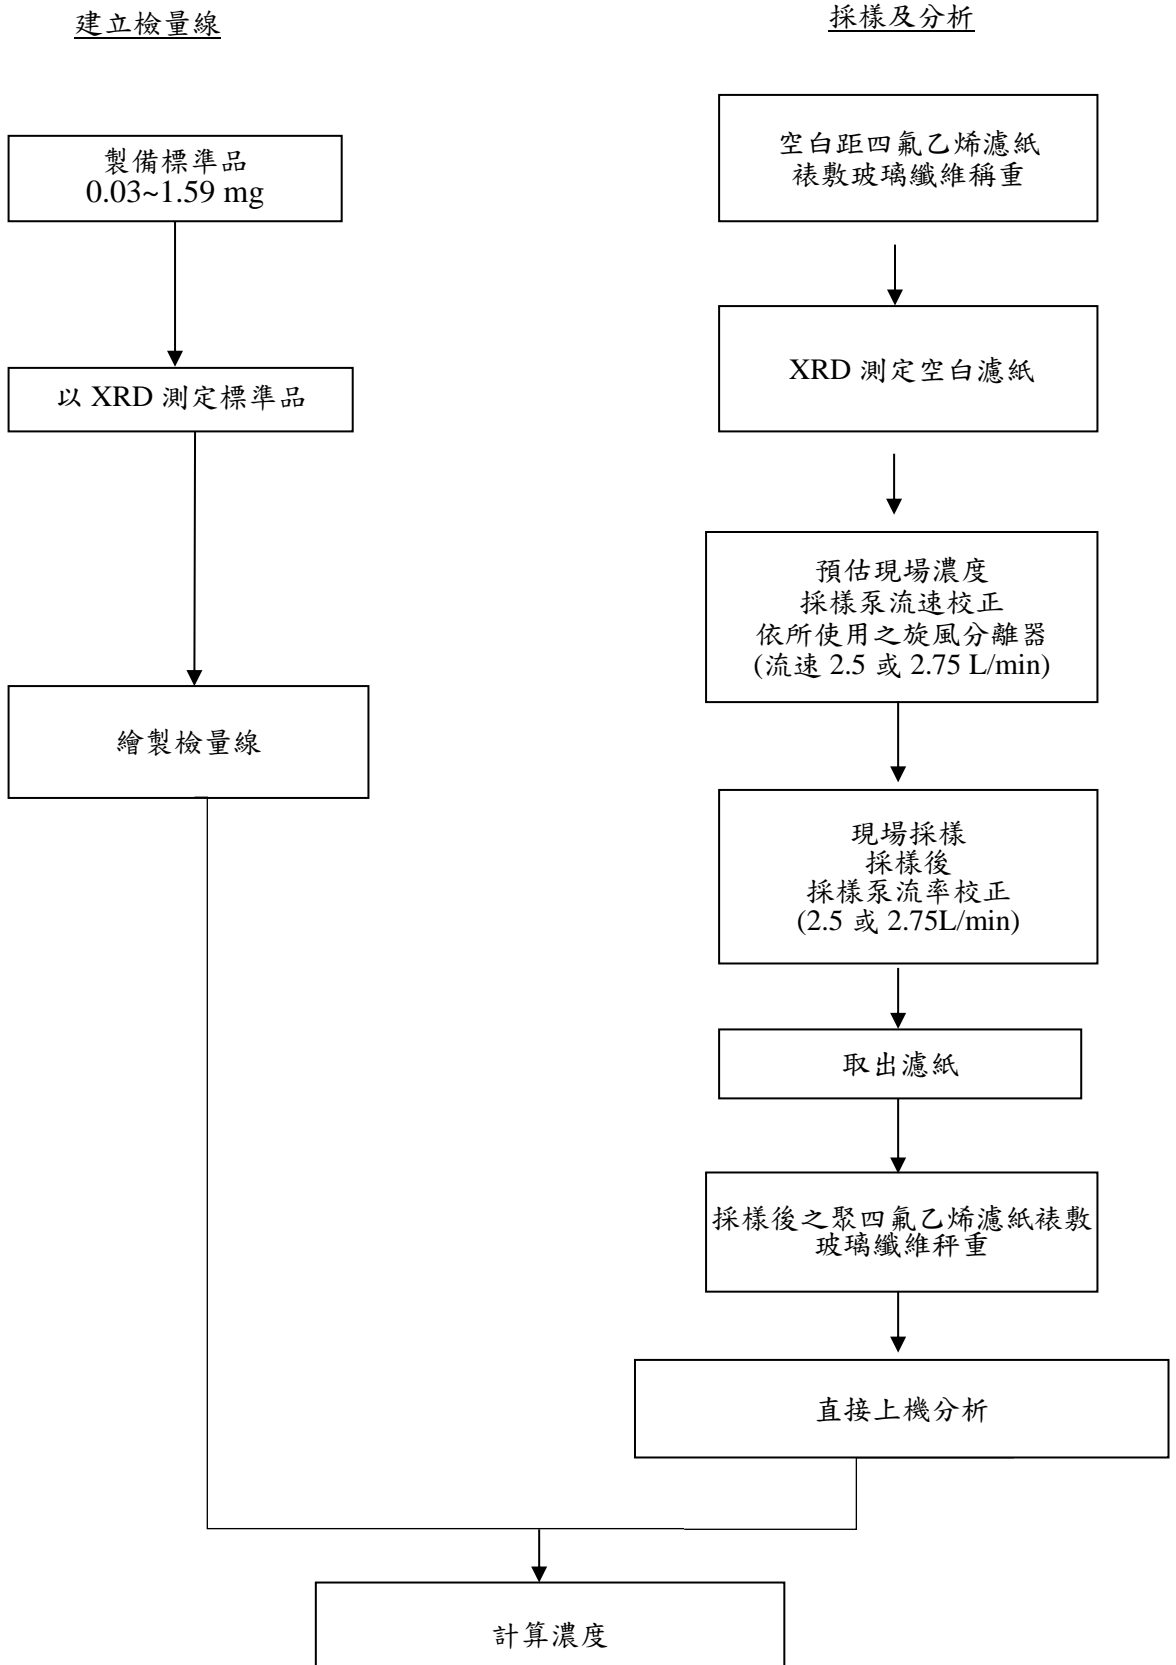 建立檢量線
製備標準品
0.03~1.59 mg
以 XRD 測定標準品
繪製檢量線
採樣及分析
空白距四氟乙烯濾紙
裱敷玻璃纖維稱重
XRD 測定空白濾紙
預估現場濃度
採樣泵流速校正
依所使用之旋風分離器
(流速 2.5 或 2.75 L/min)
現場採樣
採樣後
採樣泵流率校正
(2.5 或 2.75L/min)
取出濾紙
採樣後之聚四氟乙烯濾紙裱敷
玻璃纖維秤重
直接上機分析
計算濃度